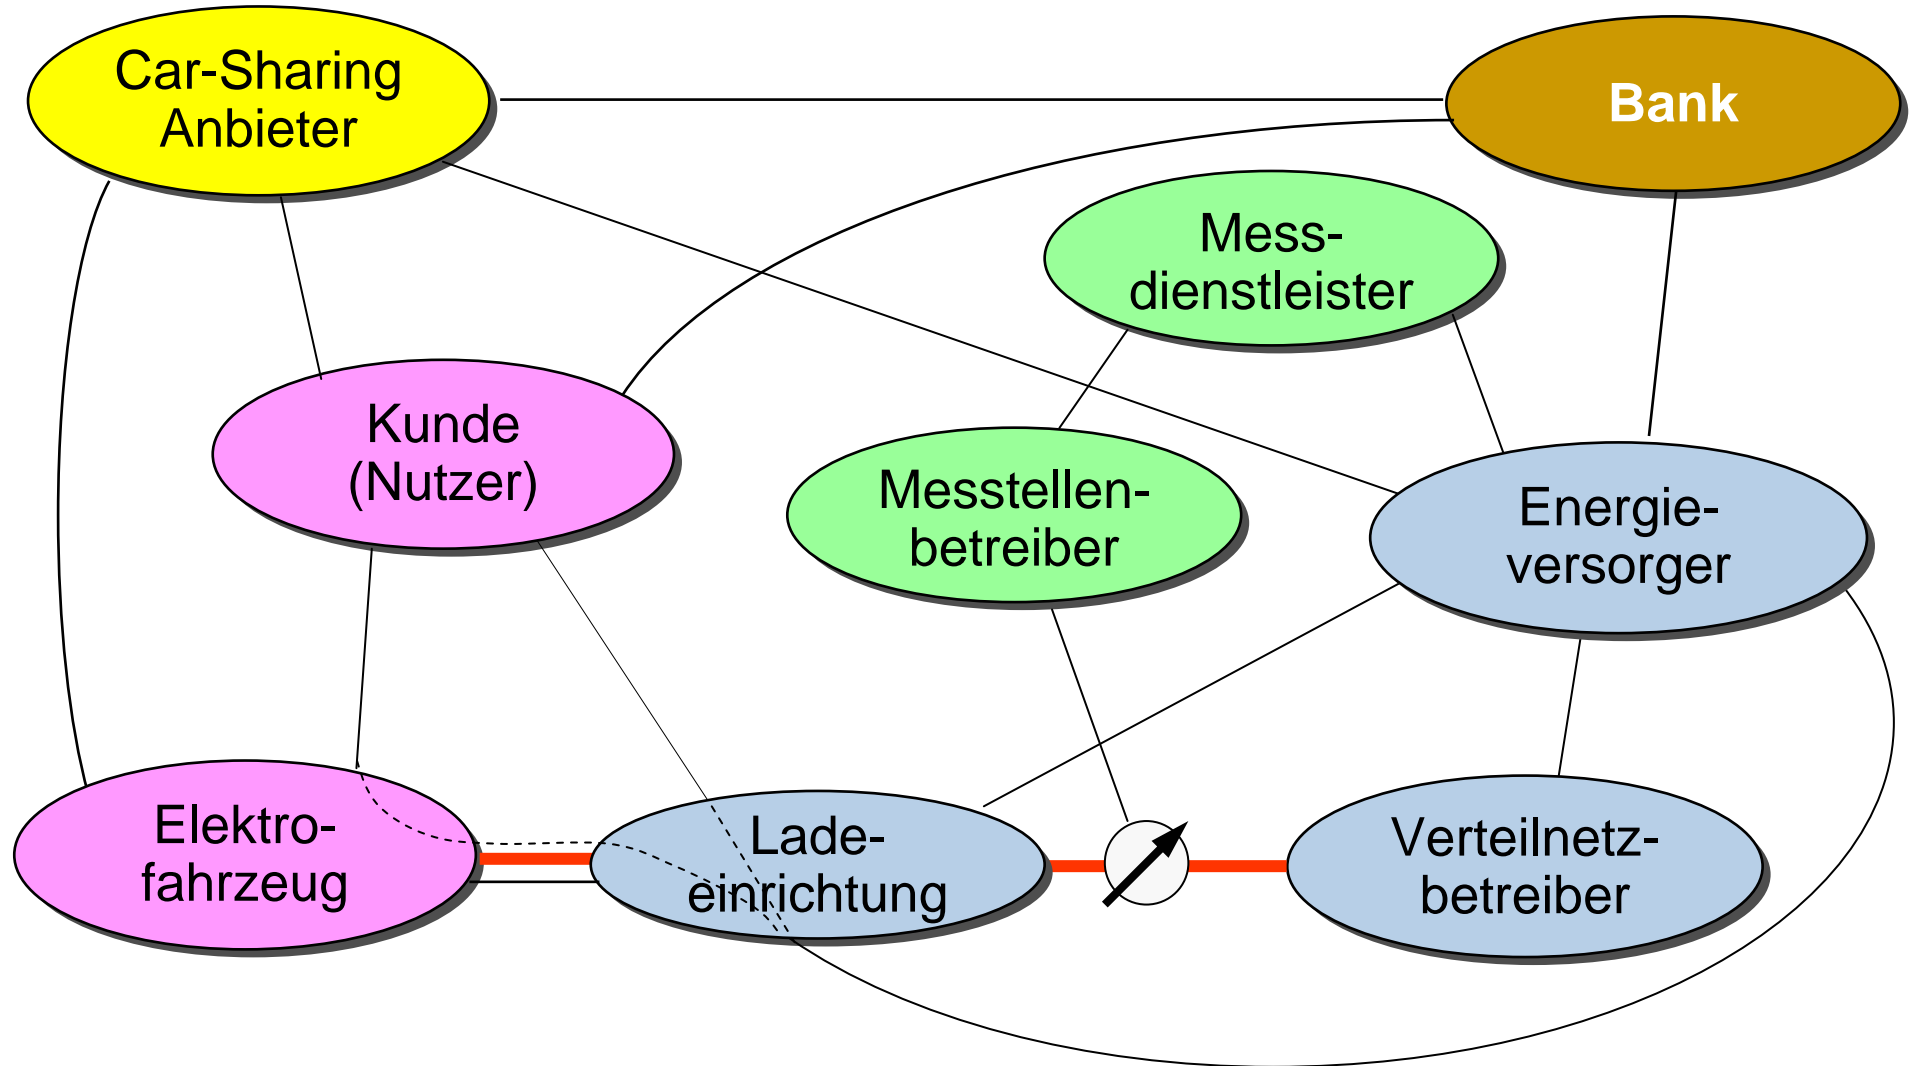 Car-Sharing
Anbieter
Bank
Mess-
dienstleister
Kunde
(Nutzer)
Messtellen-
betreiber
Energie-
versorger
Elektro-
fahrzeug
Lade-
einrichtung
Verteilnetz-
betreiber